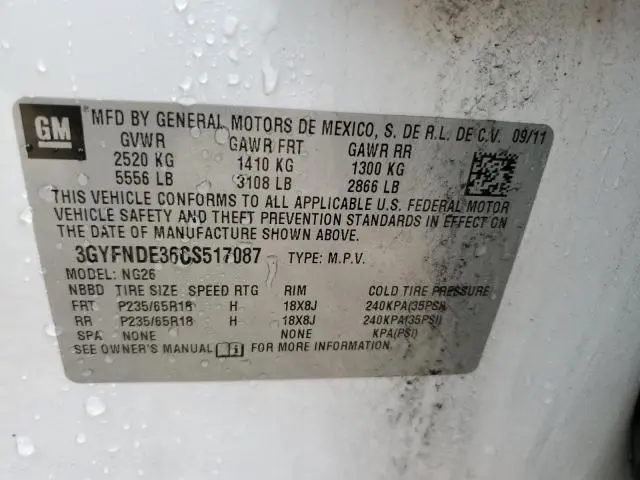 GM
MFD BY GENERAL MOTORS DE MEXICO, S. DE R.L. DE C.V. 09/11
GVWR GAWR FRT GAWR RR
2520 KG 1410 KG 1300 KG
5556 LB 3108 LB 2866 LB
THIS VEHICLE CONFORMS TO ALL APPLICABLE U.S. FEDERAL MOTOR
VEHICLE SAFETY AND THEFT PREVENTION STANDARDS IN EFFECT ON
THE DATE OF MANUFACTURE SHOWN ABOVE.
3GYFNDE36CS517087 TYPE: M.P.V.
MODEL: NG26
NBBD TIRE SIZE SPEED RTG RIM COLD TIRE PRESSURE
FRT P235/65R18 H 18X8J 240KPA(35PSI)
RR P235/65R18 H 18X8J 240KPA(35PSI)
SPA NONE NONE KPA(PSI)
SEE OWNER'S MANUAL FOR MORE INFORMATION